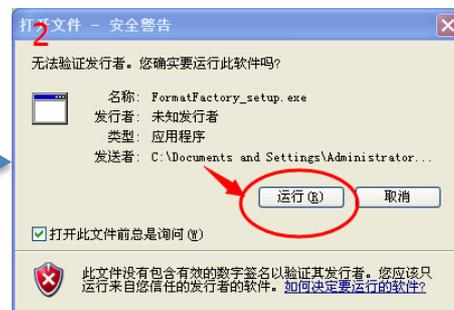 打开文件 - 安全警告
2
无法验证发行者。您确实要运行此软件吗?
名称: FormatFactory_setup.exe
发行者: 未知发行者
类型: 应用程序
发送者: C:\Documents and Settings\Administrator...
运行(R) 取消
打开此文件前总是询问(W)
此文件没有包含有效的数字签名以验证其发行者。您应该只
运行来自您信任的发行者的软件。如何决定要运行的软件?